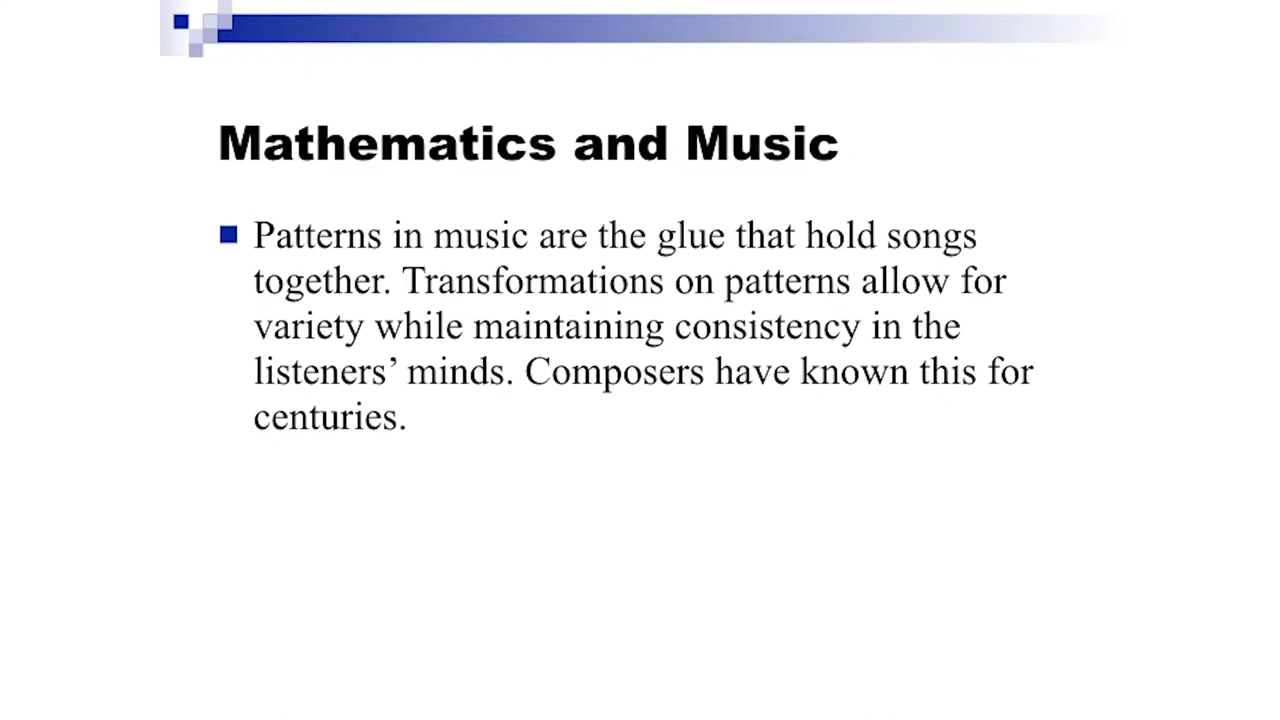 Mathematics and Music
Patterns in music are the glue that hold songs
together. Transformations on patterns allow for
variety while maintaining consistency in the
listeners’ minds. Composers have known this for
centuries.